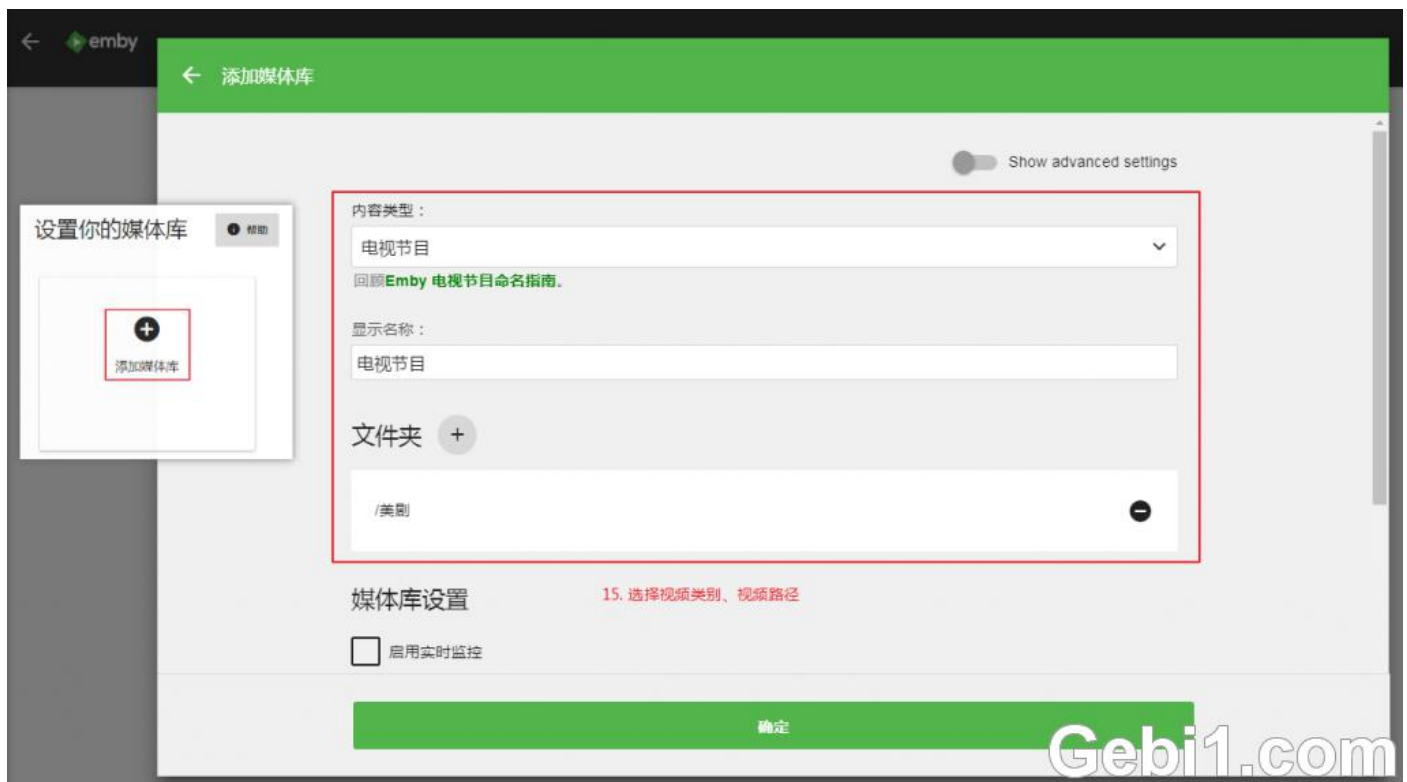 emby
添加媒体库
Show advanced settings
设置你的媒体库
帮助
添加媒体库
内容类型：
电视节目
回顾Emby 电视节目命名指南。
显示名称：
电视节目
文件夹
/美剧
媒体库设置
15. 选择视频类别、视频路径
启用实时监控
确定
Gebi1.com